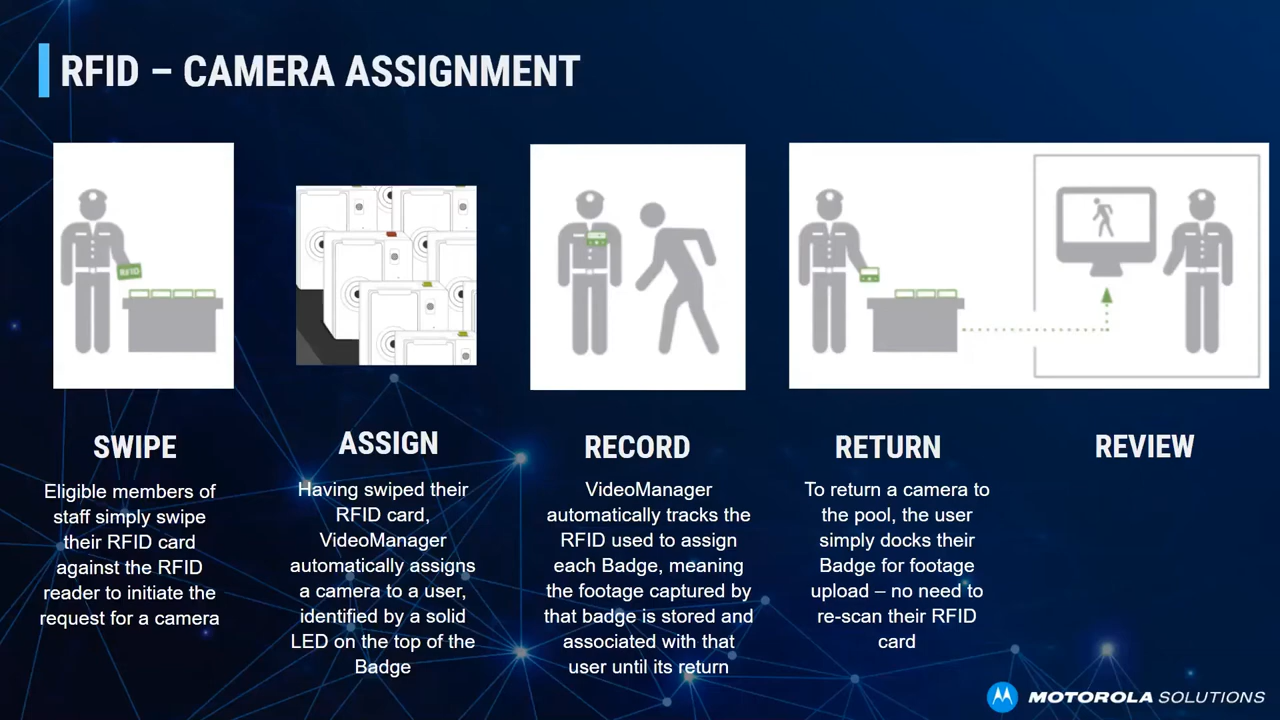 RFID – CAMERA ASSIGNMENT
RFID
SWIPE
Eligible members of
staff simply swipe
their RFID card
against the RFID
reader to initiate the
request for a camera
ASSIGN
Having swiped their
RFID card,
VideoManager
automatically assigns
a camera to a user,
identified by a solid
LED on the top of the
Badge
RECORD
VideoManager
automatically tracks the
RFID used to assign
each Badge, meaning
the footage captured by
that badge is stored and
associated with that
user until its return
RETURN
To return a camera to
the pool, the user
simply docks their
Badge for footage
upload – no need to
re-scan their RFID
card
REVIEW
MOTOROLA SOLUTIONS